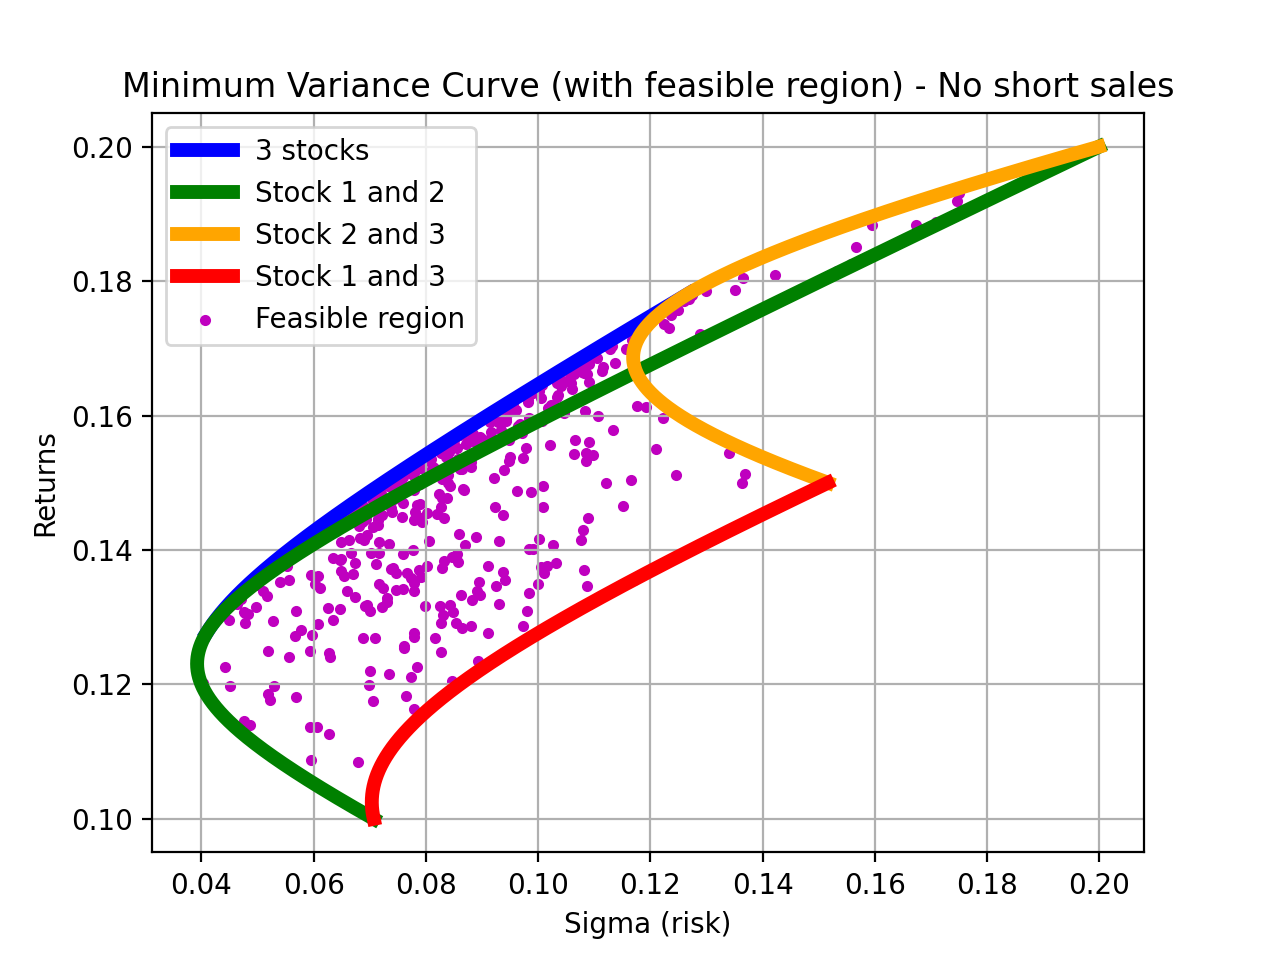 Minimum Variance Curve (with feasible region) - No short sales
3 stocks
Stock 1 and 2
Stock 2 and 3
Stock 1 and 3
Feasible region
0.20
0.18
0.16
0.14
0.12
0.10
Returns
0.04 0.06 0.08 0.10 0.12 0.14 0.16 0.18 0.20
Sigma (risk)